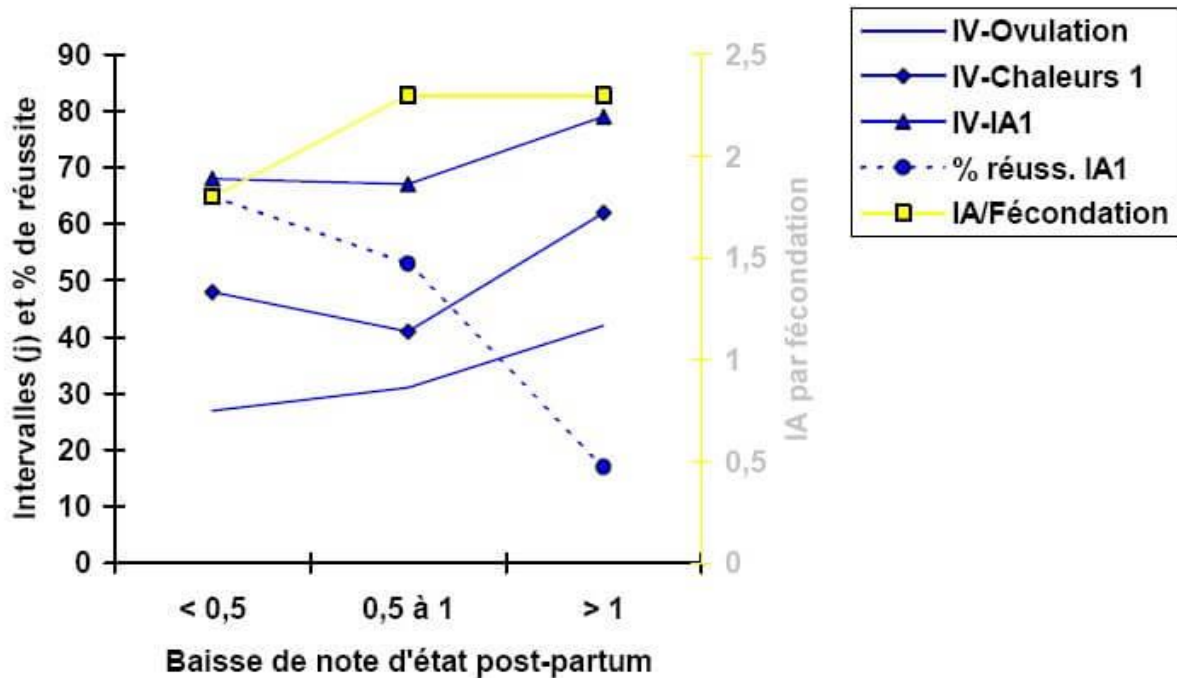 IV-Ovulation
IV-Chaleurs 1
IV-IA1
% réuss. IA1
IA/Fécondation
Intervalles (j) et % de réussite
90
80
70
60
50
40
30
20
10
0
2,5
2
1,5
1
0,5
0
IA par fécondation
< 0,5
0,5 à 1
> 1
Baisse de note d'état post-partum